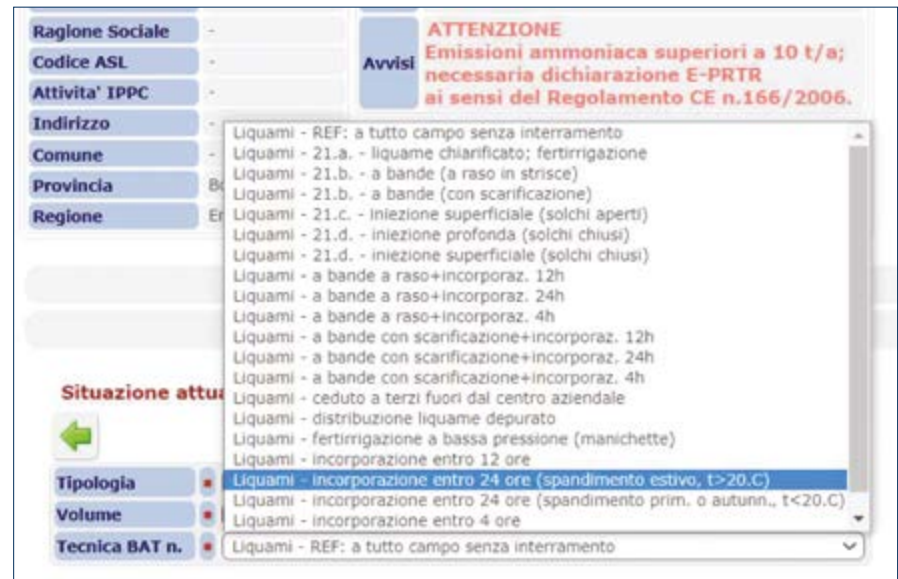 Ragione Sociale -
Codice ASL -
Attivita' IPPC -
Indirizzo -
Comune -
Provincia
Regione
Avvisi
ATTENZIONE
Emissioni ammoniaca superiori a 10 t/a;
necessaria dichiarazione E-PRTR
ai sensi del Regolamento CE n.166/2006.
Liquami - REF: a tutto campo senza interramento
Liquami - 21.a. - liquame chiarificato; fertirrigazione
Liquami - 21.b. - a bande (a raso in strisce)
Liquami - 21.b. - a bande (con scarificazione)
Liquami - 21.c. - iniezione superficiale (solchi aperti)
Liquami - 21.d. - iniezione profonda (solchi chiusi)
Liquami - 21.d. - iniezione superficiale (solchi chiusi)
Liquami - a bande a raso+incorporaz. 12h
Liquami - a bande a raso+incorporaz. 24h
Liquami - a bande a raso+incorporaz. 4h
Liquami - a bande con scarificazione+incorporaz. 12h
Liquami - a bande con scarificazione+incorporaz. 24h
Liquami - a bande con scarificazione+incorporaz. 4h
Liquami - ceduto a terzi fuori dal centro aziendale
Liquami - distribuzione liquame depurato
Liquami - fertirrigazione a bassa pressione (manichette)
Liquami - incorporazione entro 12 ore
Liquami - incorporazione entro 24 ore (spandimento estivo, t>20.C)
Liquami - incorporazione entro 24 ore (spandimento prim. o autunn., t<20.C)
Liquami - incorporazione entro 4 ore
Situazione
Tipologia
Volume
Tecnica BAT n. Liquami - REF: a tutto campo senza interramento